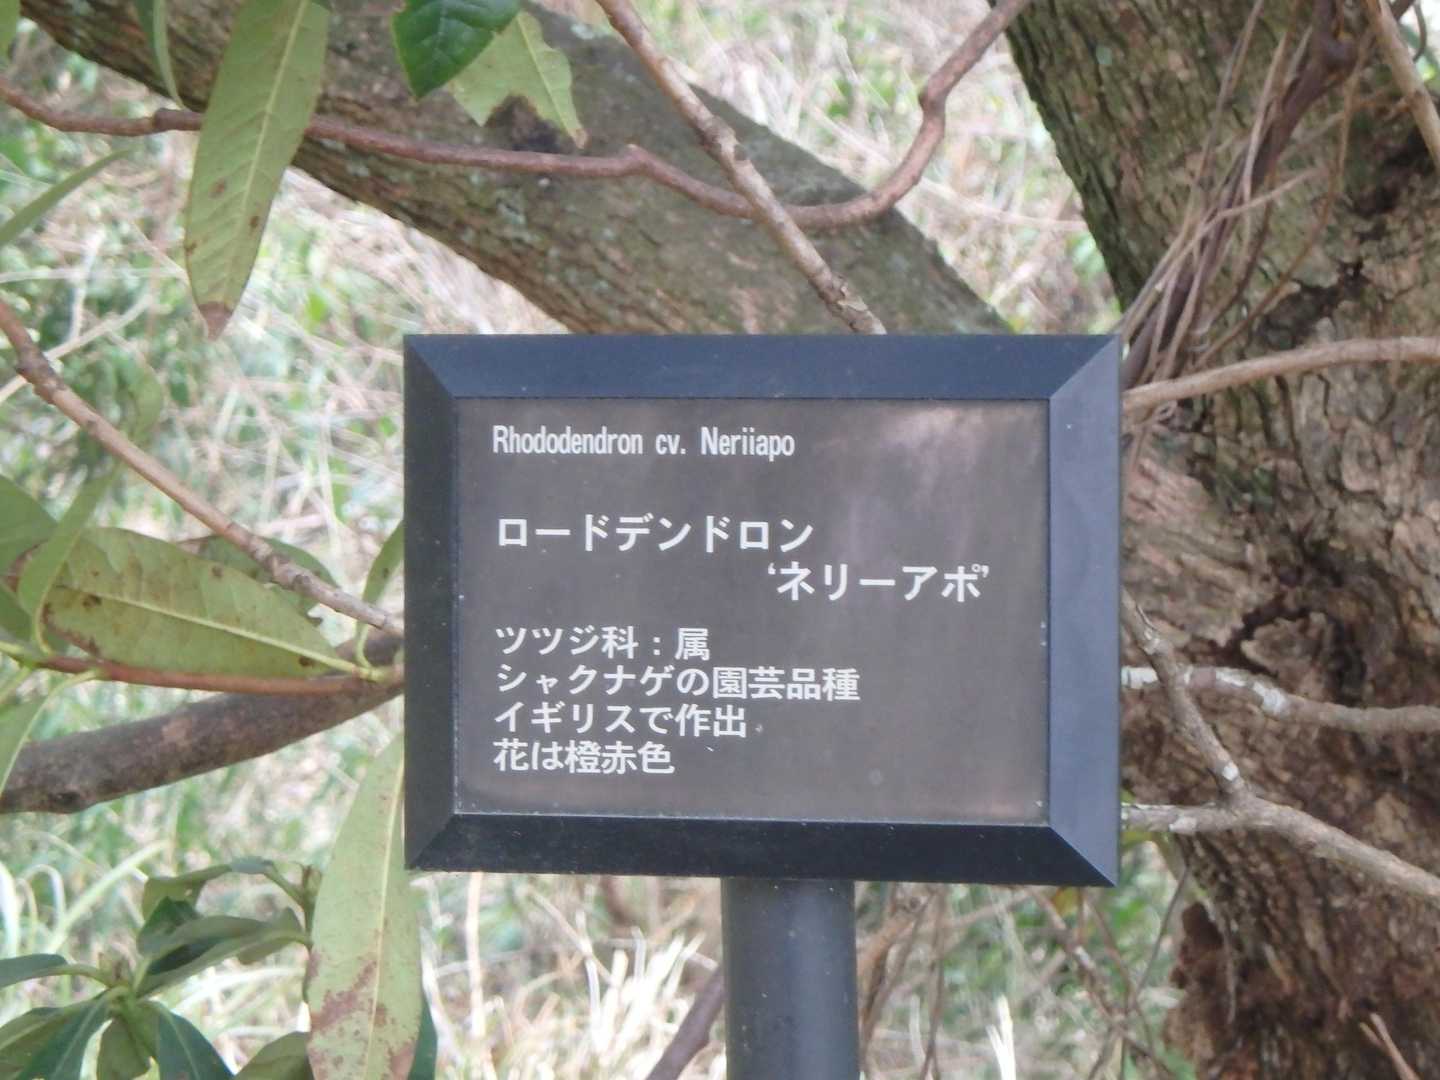 Rhododendron cv. Neriiapo
ロードデンドロン
‘ネリーアポ’
ツツジ科：属
シャクナゲの園芸品種
イギリスで作出
花は橙赤色